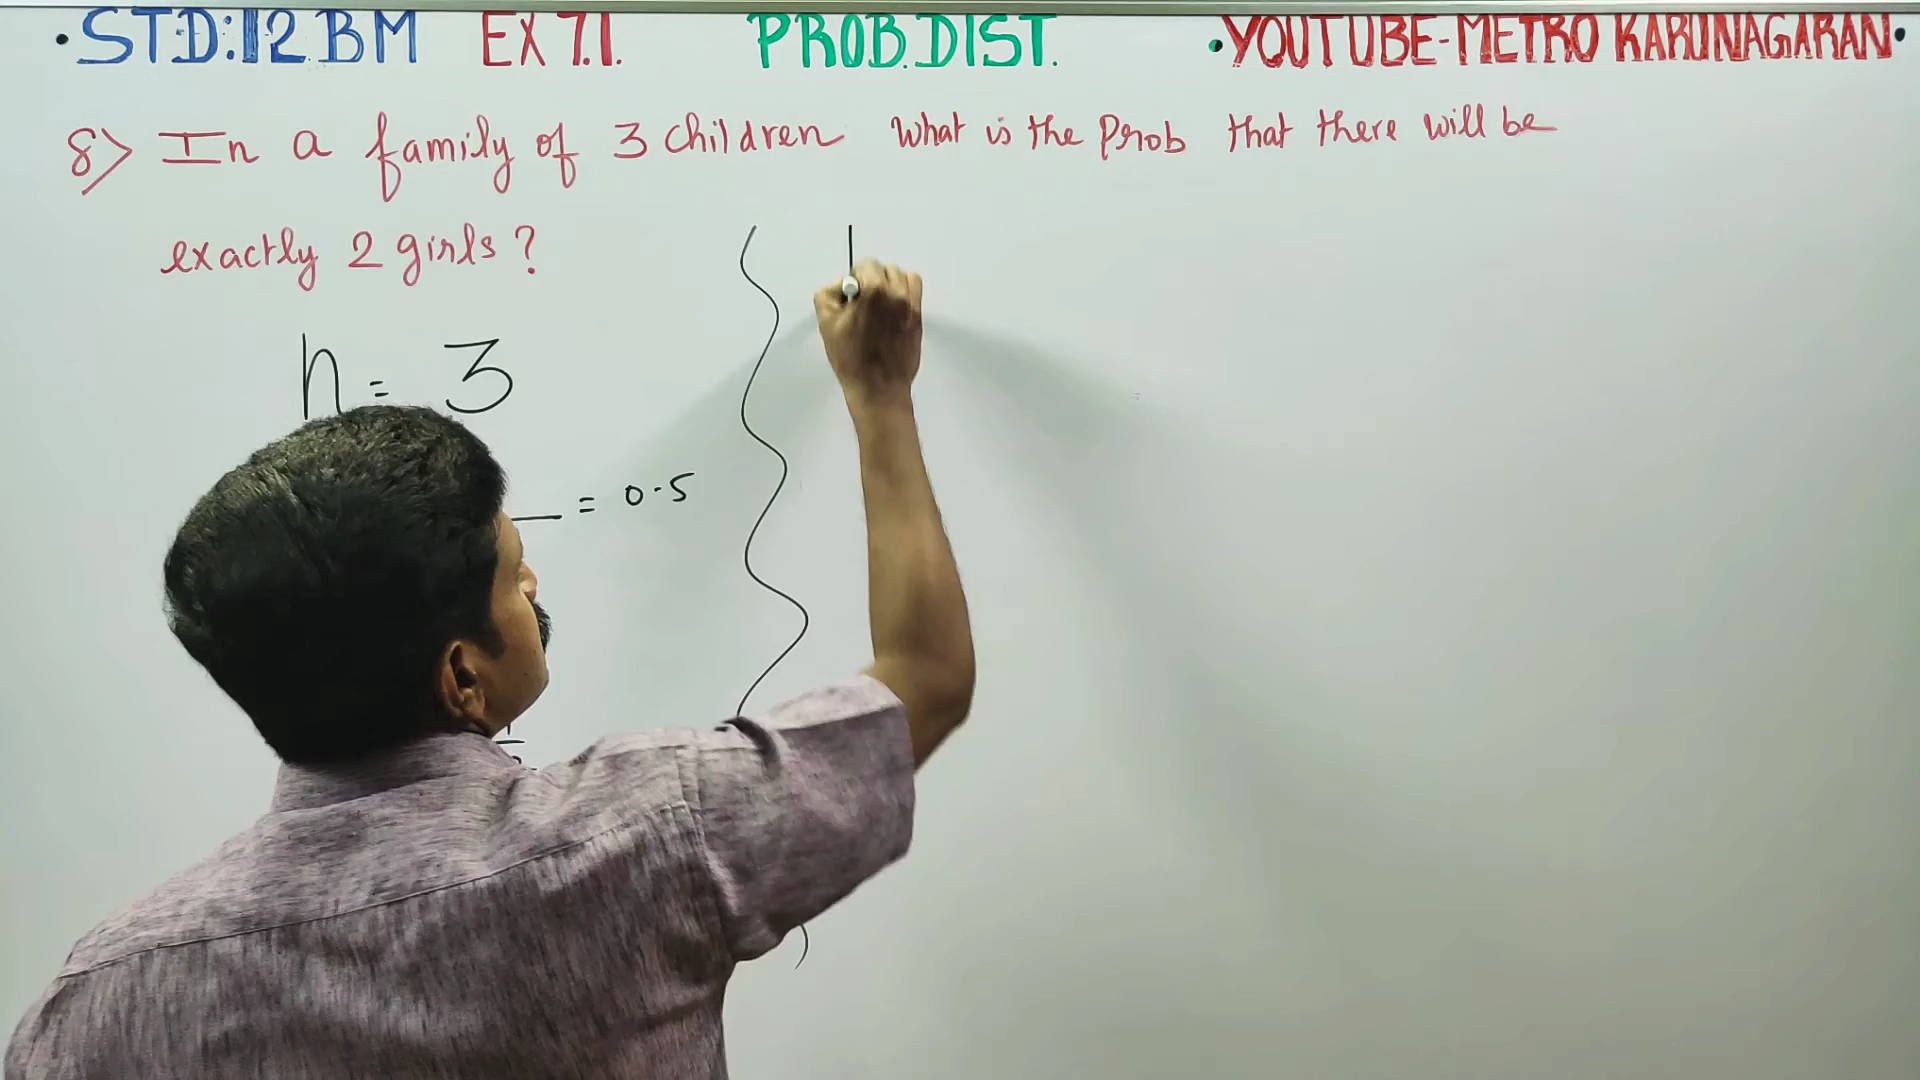 •STD:12.BM EX 7.1. PROB.DIST. •YOUTUBE-METRO KARUNAGARAN•
8> In a family of 3 children what is the Prob that there will be
exactly 2 girls?
n = 3
= 0.5